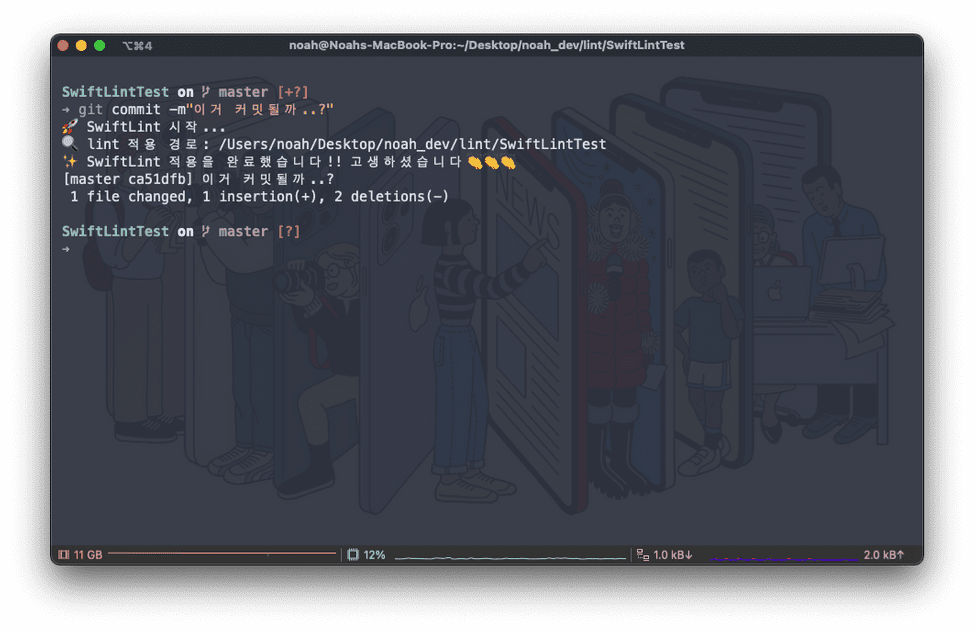 ⌥⌘4
noah@Noahs-MacBook-Pro:~/Desktop/noah_dev/lint/SwiftLintTest
SwiftLintTest on master [+?]
→ git commit -m"이거 커밋될까..?"
🚀 SwiftLint 시작...
🔍 lint 적용 경로: /Users/noah/Desktop/noah_dev/lint/SwiftLintTest
✨ SwiftLint 적용을 완료했습니다!! 고생하셨습니다👏👏👏
[master ca51dfb] 이거 커밋될까..?
1 file changed, 1 insertion(+), 2 deletions(-)
SwiftLintTest on master [?]
→
NEWS
11 GB
12%
1.0 kB↓
2.0 kB↑